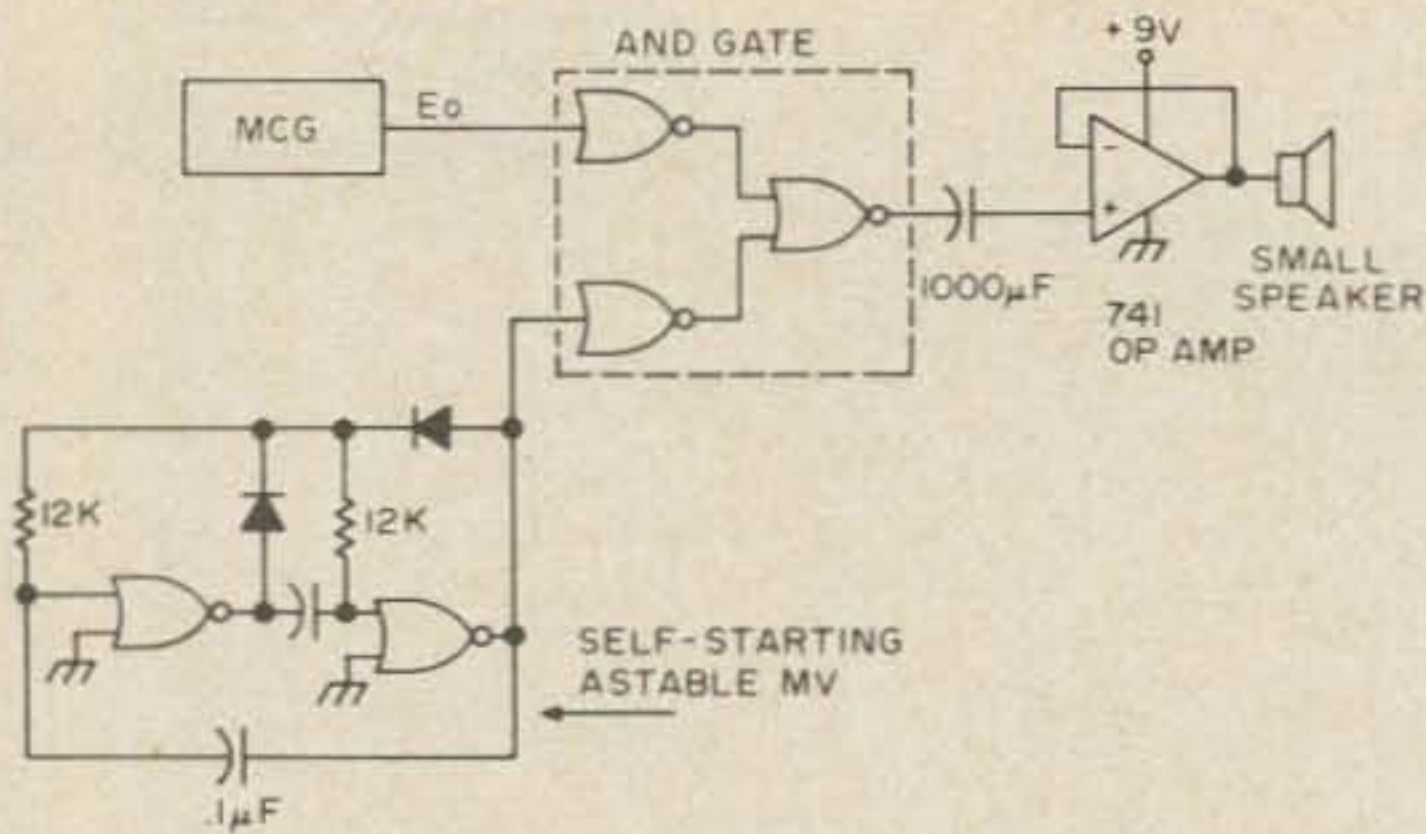 AND GATE
+9V
MCG
Eo
-
+
1000µF
741
OP AMP
SMALL
SPEAKER
12K
12K
SELF-STARTING
ASTABLE MV
.1µF